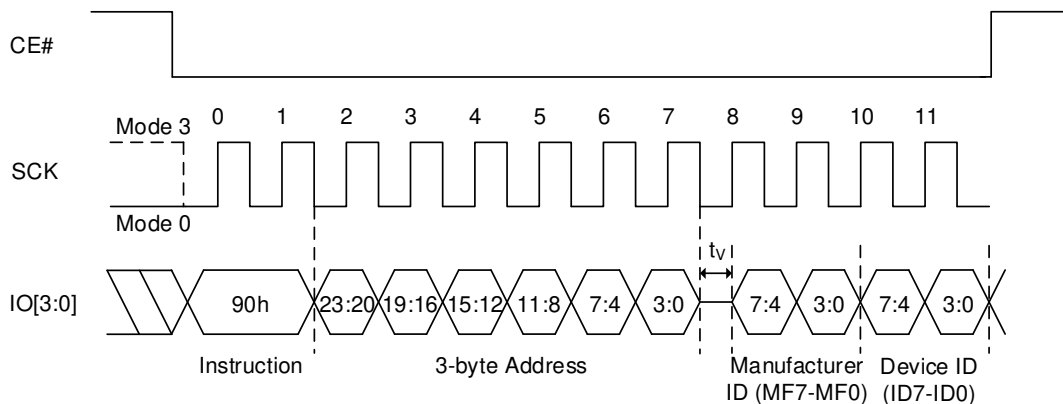 CE#
0 1 2 3 4 5 6 7 8 9 10 11
Mode 3
SCK
Mode 0
tV
IO[3:0]
90h 23:20 19:16 15:12 11:8 7:4 3:0 7:4 3:0 7:4 3:0
Instruction 3-byte Address Manufacturer Device ID
ID (MF7-MF0) (ID7-ID0)